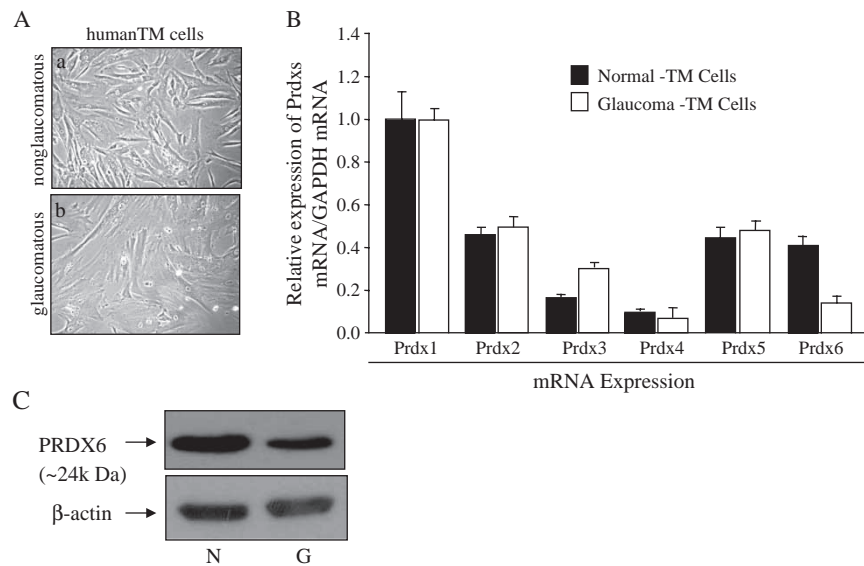 A
humanTM cells
nonglaucomatous
a
glaucomatous
b
B
Relative expression of Prdxs
mRNA/GAPDH mRNA
1.4
1.2
1.0
0.8
0.6
0.4
0.2
0.0
Normal -TM Cells
Glaucoma -TM Cells
Prdx1 Prdx2 Prdx3 Prdx4 Prdx5 Prdx6
mRNA Expression
C
PRDX6
(~24k Da)
β-actin
N G